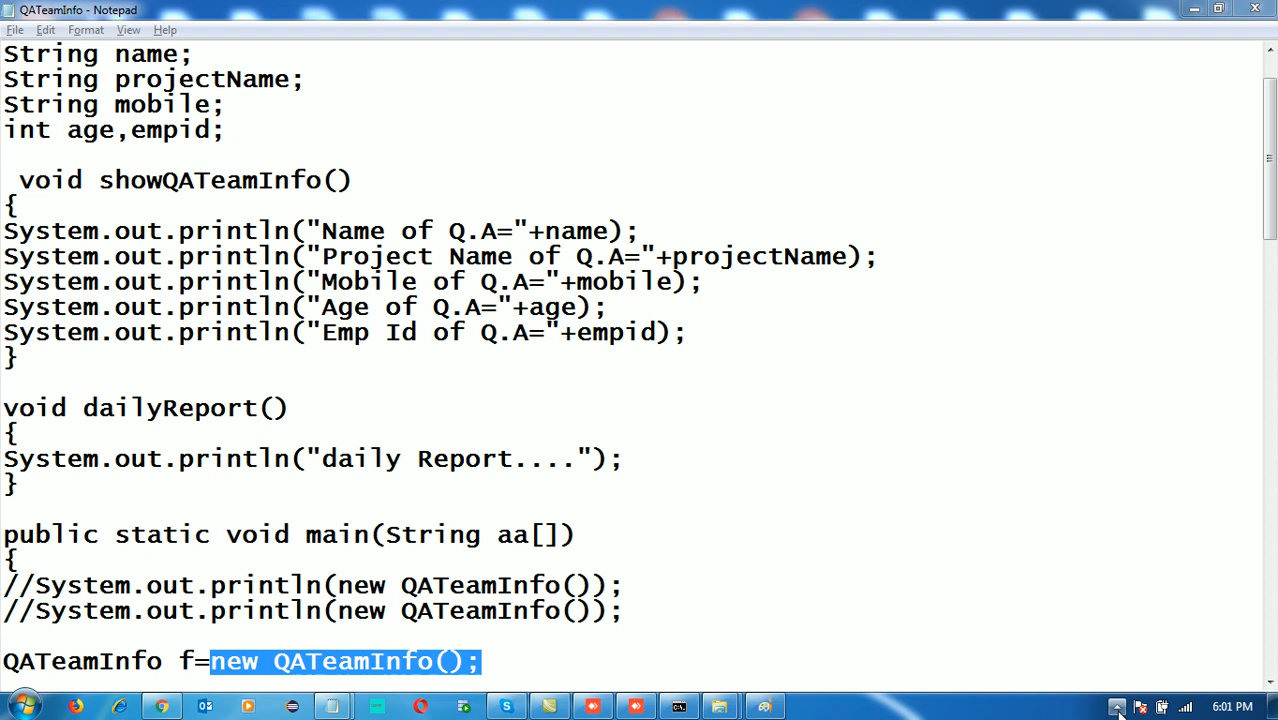 QATeamInfo - Notepad
File Edit Format View Help
String name;
String projectName;
String mobile;
int age,empid;
void showQATeamInfo()
{
System.out.println("Name of Q.A="+name);
System.out.println("Project Name of Q.A="+projectName);
System.out.println("Mobile of Q.A="+mobile);
System.out.println("Age of Q.A="+age);
System.out.println("Emp Id of Q.A="+empid);
}
void dailyReport()
{
System.out.println("daily Report....");
}
public static void main(String aa[])
{
//System.out.println(new QATeamInfo());
//System.out.println(new QATeamInfo());
QATeamInfo f=new QATeamInfo();
6:01 PM